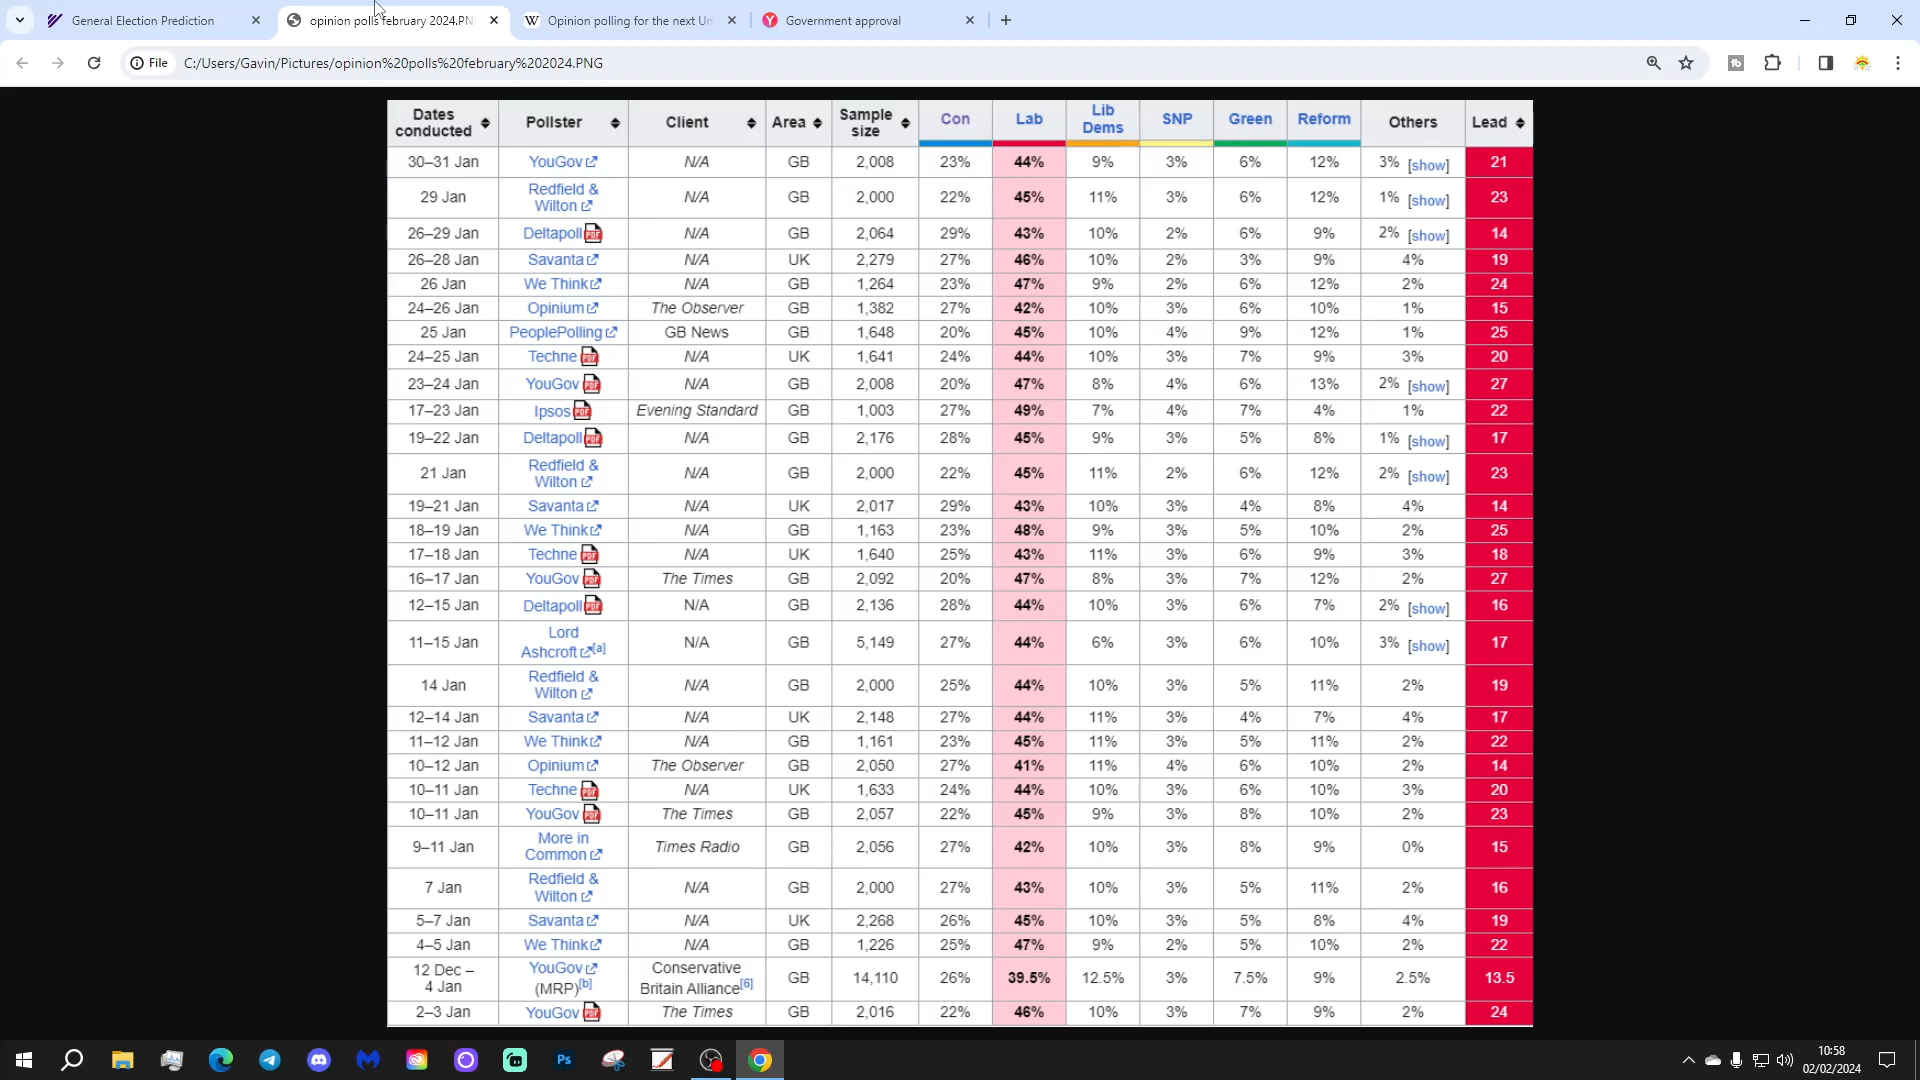 General Election Prediction
opinion polls february 2024.PN
Opinion polling for the next Un
Government approval
File C:/Users/Gavin/Pictures/opinion%20polls%20february%202024.PNG
Dates conducted Pollster Client Area Sample size Con Lab Lib Dems SNP Green Reform Others Lead
30–31 Jan YouGov N/A GB 2,008 23% 44% 9% 3% 6% 12% 3% [show] 21
29 Jan Redfield & Wilton N/A GB 2,000 22% 45% 11% 3% 6% 12% 1% [show] 23
26–29 Jan Deltapoll PDF N/A GB 2,064 29% 43% 10% 2% 6% 9% 2% [show] 14
26–28 Jan Savanta N/A UK 2,279 27% 46% 10% 2% 3% 9% 4% 19
26 Jan We Think N/A GB 1,264 23% 47% 9% 2% 6% 12% 2% 24
24–26 Jan Opinium The Observer GB 1,382 27% 42% 10% 3% 6% 10% 1% 15
25 Jan PeoplePolling GB News GB 1,648 20% 45% 10% 4% 9% 12% 1% 25
24–25 Jan Techne PDF N/A UK 1,641 24% 44% 10% 3% 7% 9% 3% 20
23–24 Jan YouGov PDF N/A GB 2,008 20% 47% 8% 4% 6% 13% 2% [show] 27
17–23 Jan Ipsos PDF Evening Standard GB 1,003 27% 49% 7% 4% 7% 4% 1% 22
19–22 Jan Deltapoll PDF N/A GB 2,176 28% 45% 9% 3% 5% 8% 1% [show] 17
21 Jan Redfield & Wilton N/A GB 2,000 22% 45% 11% 2% 6% 12% 2% [show] 23
19–21 Jan Savanta N/A UK 2,017 29% 43% 10% 3% 4% 8% 4% 14
18–19 Jan We Think N/A GB 1,163 23% 48% 9% 3% 5% 10% 2% 25
17–18 Jan Techne PDF N/A UK 1,640 25% 43% 11% 3% 6% 9% 3% 18
16–17 Jan YouGov PDF The Times GB 2,092 20% 47% 8% 3% 7% 12% 2% 27
12–15 Jan Deltapoll PDF N/A GB 2,136 28% 44% 10% 3% 6% 7% 2% [show] 16
11–15 Jan Lord Ashcroft [a] N/A GB 5,149 27% 44% 6% 3% 6% 10% 3% [show] 17
14 Jan Redfield & Wilton N/A GB 2,000 25% 44% 10% 3% 5% 11% 2% 19
12–14 Jan Savanta N/A UK 2,148 27% 44% 11% 3% 4% 7% 4% 17
11–12 Jan We Think N/A GB 1,161 23% 45% 11% 3% 5% 11% 2% 22
10–12 Jan Opinium The Observer GB 2,050 27% 41% 11% 4% 6% 10% 2% 14
10–11 Jan Techne PDF N/A UK 1,633 24% 44% 10% 3% 6% 10% 3% 20
10–11 Jan YouGov PDF The Times GB 2,057 22% 45% 9% 3% 8% 10% 2% 23
9–11 Jan More in Common Times Radio GB 2,056 27% 42% 10% 3% 8% 9% 0% 15
7 Jan Redfield & Wilton N/A GB 2,000 27% 43% 10% 3% 5% 11% 2% 16
5–7 Jan Savanta N/A UK 2,268 26% 45% 10% 3% 5% 8% 4% 19
4–5 Jan We Think N/A GB 1,226 25% 47% 9% 2% 5% 10% 2% 22
12 Dec – 4 Jan YouGov (MRP)[b] Conservative Britain Alliance[6] GB 14,110 26% 39.5% 12.5% 3% 7.5% 9% 2.5% 13.5
2–3 Jan YouGov PDF The Times GB 2,016 22% 46% 10% 3% 7% 9% 2% 24
Ps
10:58
02/02/2024